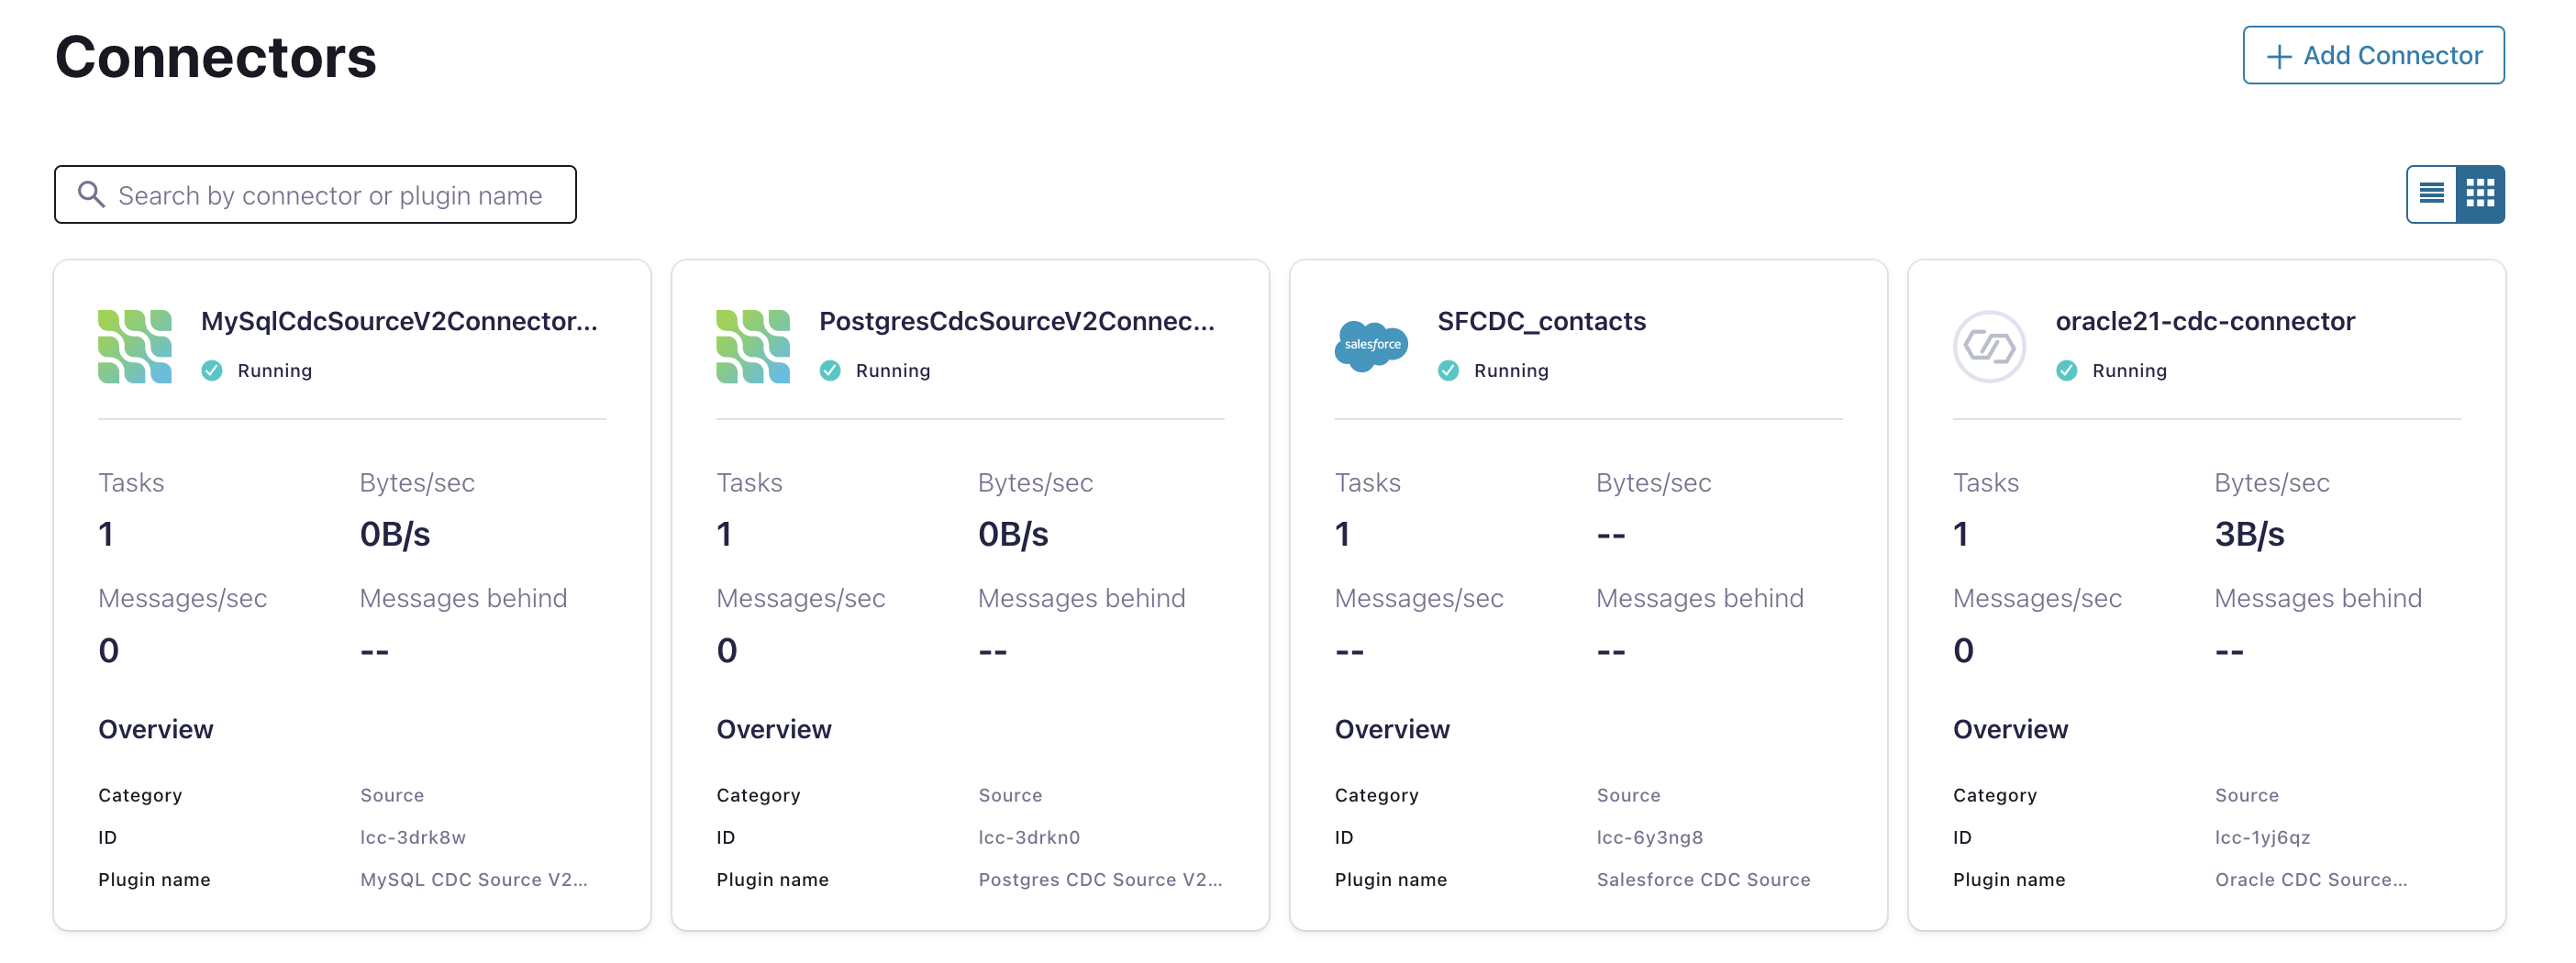 Connectors
+ Add Connector
Search by connector or plugin name
MySqlCdcSourceV2Connector...
Running
Tasks
Bytes/sec
1
0B/s
Messages/sec
Messages behind
0
--
Overview
Category
Source
ID
lcc-3drk8w
Plugin name
MySQL CDC Source V2...
PostgresCdcSourceV2Connec...
Running
Tasks
Bytes/sec
1
0B/s
Messages/sec
Messages behind
0
--
Overview
Category
Source
ID
lcc-3drkn0
Plugin name
Postgres CDC Source V2...
salesforce
SFCDC_contacts
Running
Tasks
Bytes/sec
1
--
Messages/sec
Messages behind
--
--
Overview
Category
Source
ID
lcc-6y3ng8
Plugin name
Salesforce CDC Source
oracle21-cdc-connector
Running
Tasks
Bytes/sec
1
3B/s
Messages/sec
Messages behind
0
--
Overview
Category
Source
ID
lcc-1yj6qz
Plugin name
Oracle CDC Source...